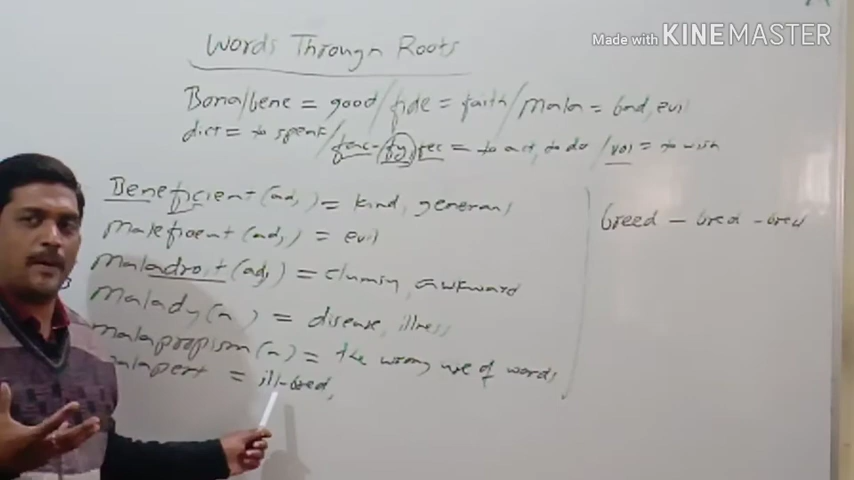 Made with KINEMASTER
Words Through Roots
Bona/bene = good/fide = faith/mala = bad, evil
dict = to speak/fac-fy, fec = to act, to do/vol = to wish
Beneficient (adj) = kind, generous
Maleficent (adj) = evil
Maladroit (adj) = clumsy, awkward
Malady (n) = disease, illness
Malapropism (n) = the wrong use of words
malapert = ill-bred,
breed - bred - bred